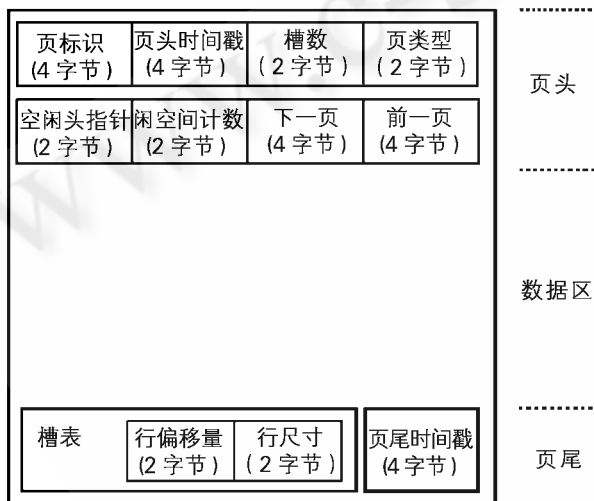 页标识
(4 字节)
页头时间戳
(4 字节)
槽数
(2 字节)
页类型
(2 字节)
页头
空闲头指针
(2 字节)
闲空间计数
(2 字节)
下一页
(4 字节)
前一页
(4 字节)
数据区
槽表
行偏移量
(2 字节)
行尺寸
(2 字节)
页尾时间戳
(4 字节)
页尾